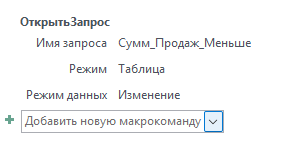 ОткрытьЗапрос
Имя запроса Сумм_Продаж_Меньше
Режим Таблица
Режим данных Изменение
Добавить новую макрокоманду